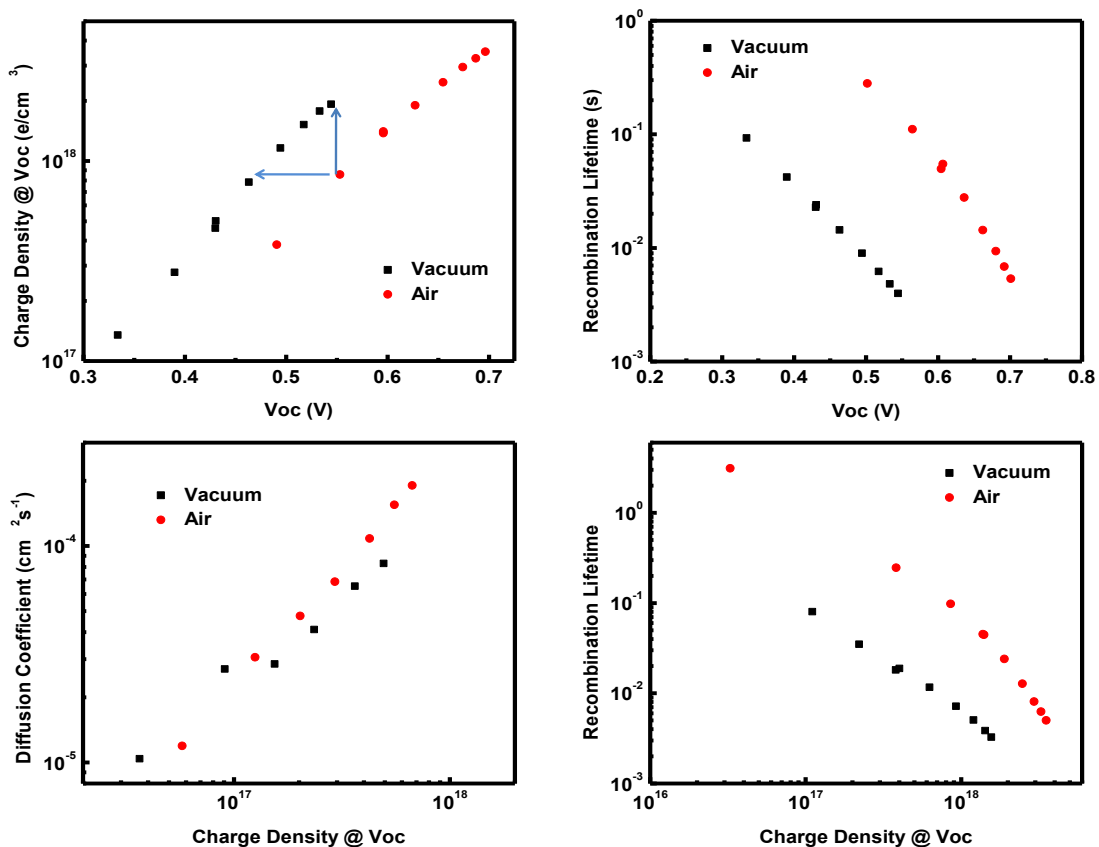 Charge Density @ Voc (e/cm³)
10^18
10^17
Vacuum
Air
0.3 0.4 0.5 0.6 0.7
Voc (V)
Recombination Lifetime (s)
10^0
10^-1
10^-2
10^-3
Vacuum
Air
0.2 0.3 0.4 0.5 0.6 0.7 0.8
Voc (V)
Diffusion Coefficient (cm²s⁻¹)
10^-4
10^-5
Vacuum
Air
10^17 10^18
Charge Density @ Voc
Recombination Lifetime
10^0
10^-1
10^-2
10^-3
Vacuum
Air
10^16 10^17 10^18
Charge Density @ Voc